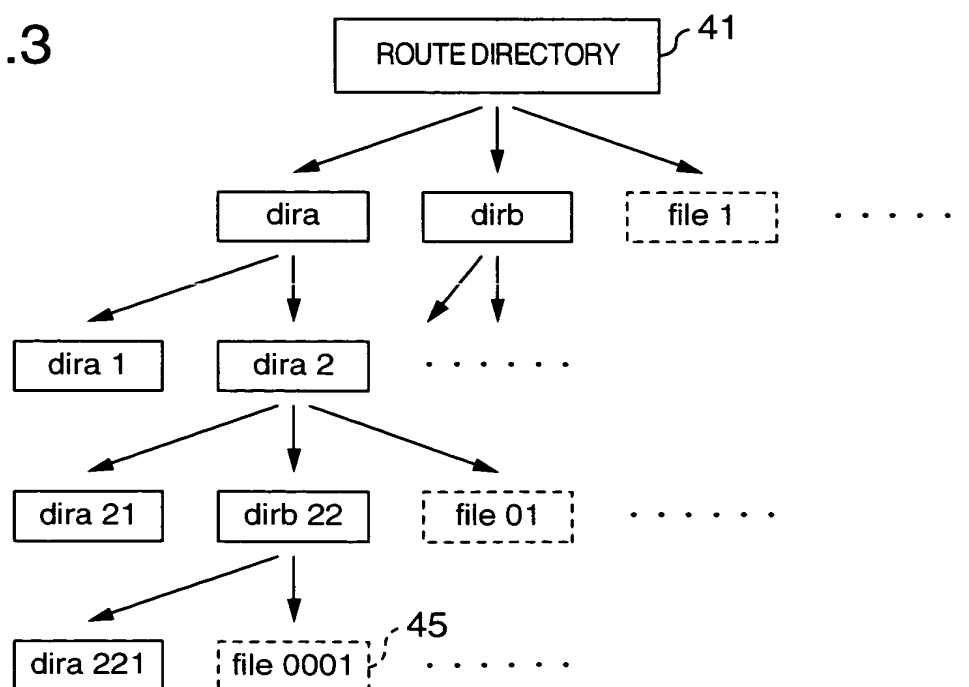 .3
ROUTE DIRECTORY 41
dira dirb file 1 . . . . . .
dira 1 dira 2 . . . . . .
dira 21 dirb 22 file 01 . . . . . .
dira 221 file 0001 45 . . . . . .